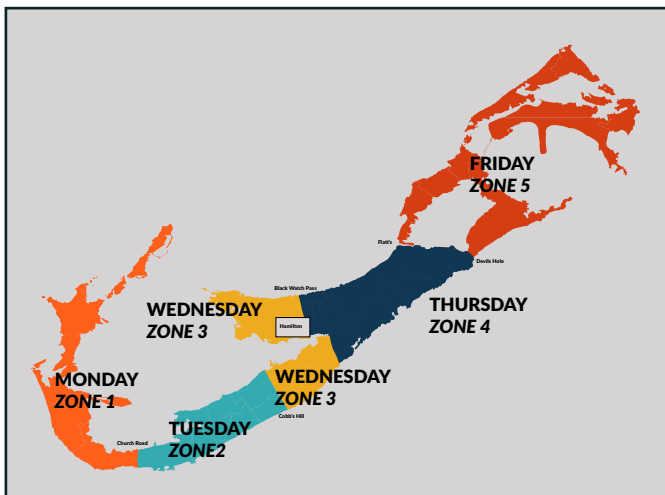 FRIDAY
ZONE 5
Flatt's
Devils Hole
Black Watch Pass
WEDNESDAY
ZONE 3
Hamilton
THURSDAY
ZONE 4
MONDAY
ZONE 1
WEDNESDAY
ZONE 3
Cobb's Hill
TUESDAY
ZONE2
Church Road